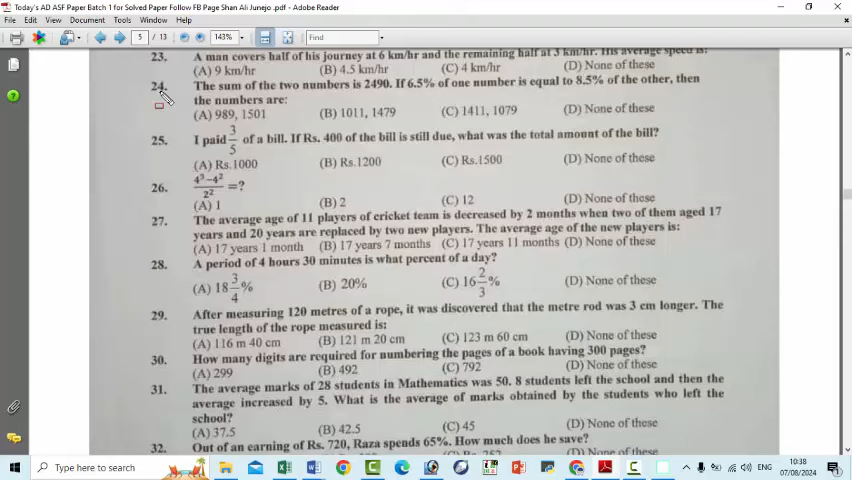 Today's AD ASF Paper Batch 1 for Solved Paper Follow FB Page Shan Ali Junejo .pdf - Adobe Reader
File Edit View Document Tools Window Help
5 / 13 143% Find
23. A man covers half of his journey at 6 km/hr and the remaining half at 3 km/hr. His average speed is:
(A) 9 km/hr (B) 4.5 km/hr (C) 4 km/hr (D) None of these
24. The sum of the two numbers is 2490. If 6.5% of one number is equal to 8.5% of the other, then
the numbers are:
(A) 989, 1501 (B) 1011, 1479 (C) 1411, 1079 (D) None of these
25. I paid 3/5 of a bill. If Rs. 400 of the bill is still due, what was the total amount of the bill?
(A) Rs.1000 (B) Rs.1200 (C) Rs.1500 (D) None of these
26. 4³−4²/2² =?
(A) 1 (B) 2 (C) 12 (D) None of these
27. The average age of 11 players of cricket team is decreased by 2 months when two of them aged 17
years and 20 years are replaced by two new players. The average age of the new players is:
(A) 17 years 1 month (B) 17 years 7 months (C) 17 years 11 months (D) None of these
28. A period of 4 hours 30 minutes is what percent of a day?
(A) 18 3/4 % (B) 20% (C) 16 2/3 % (D) None of these
29. After measuring 120 metres of a rope, it was discovered that the metre rod was 3 cm longer. The
true length of the rope measured is:
(A) 116 m 40 cm (B) 121 m 20 cm (C) 123 m 60 cm (D) None of these
30. How many digits are required for numbering the pages of a book having 300 pages?
(A) 299 (B) 492 (C) 792 (D) None of these
31. The average marks of 28 students in Mathematics was 50. 8 students left the school and then the
average increased by 5. What is the average of marks obtained by the students who left the
school?
(A) 37.5 (B) 42.5 (C) 45 (D) None of these
32. Out of an earning of Rs. 720, Raza spends 65%. How much does he save?
Type here to search
ENG
10:38
07/08/2024